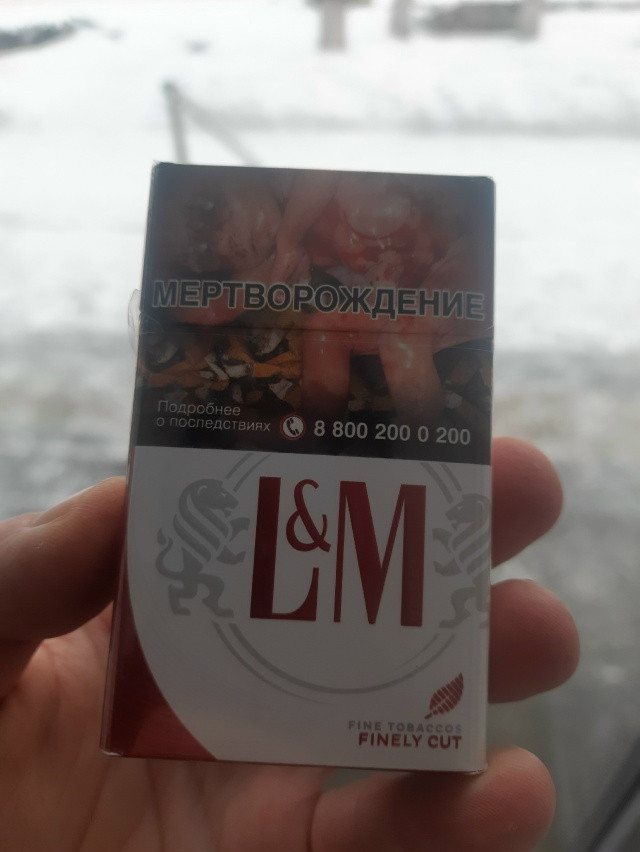 МЕРТВОРОЖДЕНИЕ
Подробнее
о последствиях 8 800 200 0 200
L&M
FINE TOBACCOS
FINELY CUT